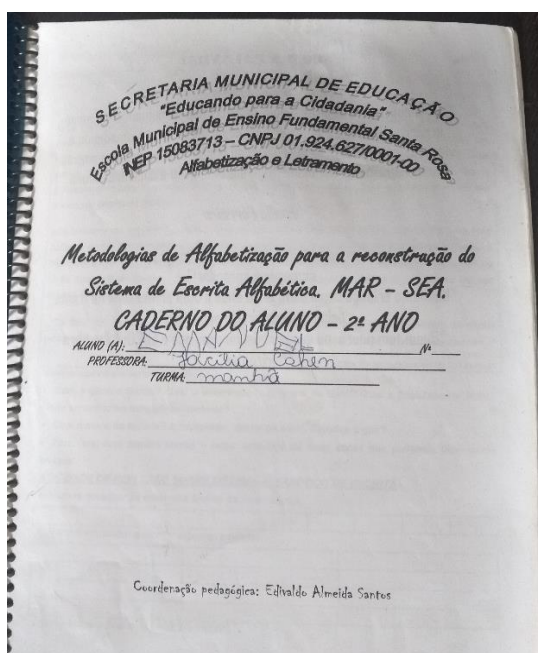 SECRETARIA MUNICIPAL DE EDUCAÇÃO
"Educando para a Cidadania"
Escola Municipal de Ensino Fundamental Santa Rosa
INEP 15083713 – CNPJ 01.924.627/0001-00
Alfabetização e Letramento
Metodologias de Alfabetização para a reconstrução do
Sistema de Escrita Alfabética. MAR – SEA.
CADERNO DO ALUNO – 2º ANO
ALUNO (A): EMANUEL Nº
PROFESSORA: Cohen
TURMA: manhã
Coordenação pedagógica: Edivaldo Almeida Santos